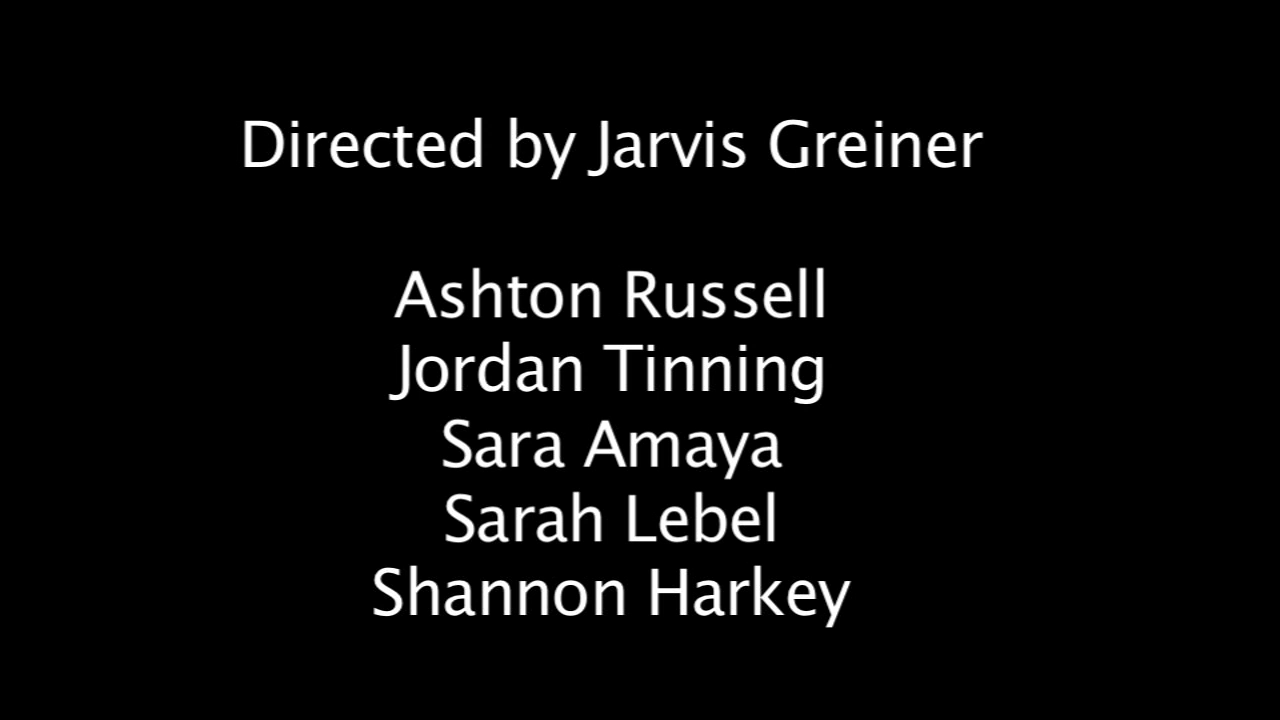 Directed by Jarvis Greiner
Ashton Russell
Jordan Tinning
Sara Amaya
Sarah Lebel
Shannon Harkey